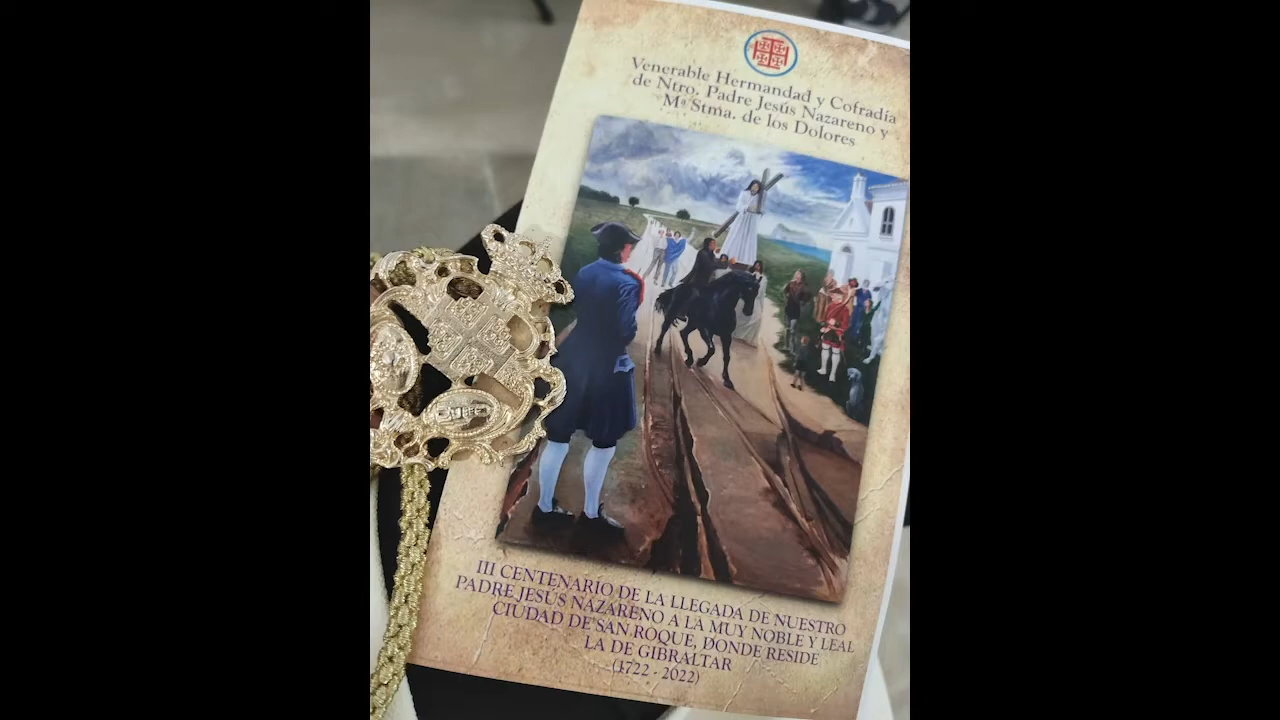 Venerable Hermandad y Cofradía
de Ntro. Padre Jesús Nazareno y
Mª Stma. de los Dolores
III CENTENARIO DE LA LLEGADA DE NUESTRO
PADRE JESÚS NAZARENO A LA MUY NOBLE Y LEAL
CIUDAD DE SAN ROQUE, DONDE RESIDE
LA DE GIBRALTAR
(1722 - 2022)